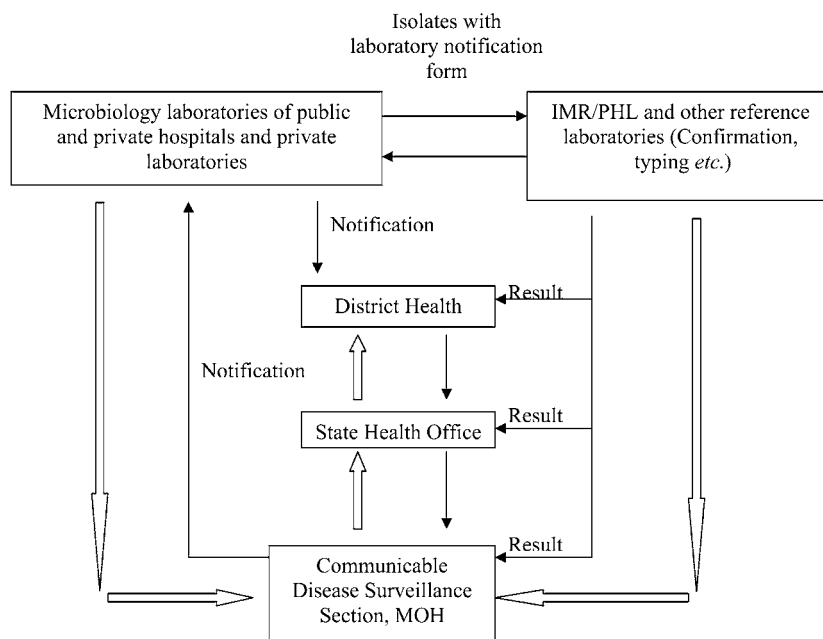 Isolates with
laboratory notification
form
Microbiology laboratories of public
and private hospitals and private
laboratories
IMR/PHL and other reference
laboratories (Confirmation,
typing etc.)
Notification
Result
District Health
Notification
Result
State Health Office
Result
Communicable
Disease Surveillance
Section, MOH